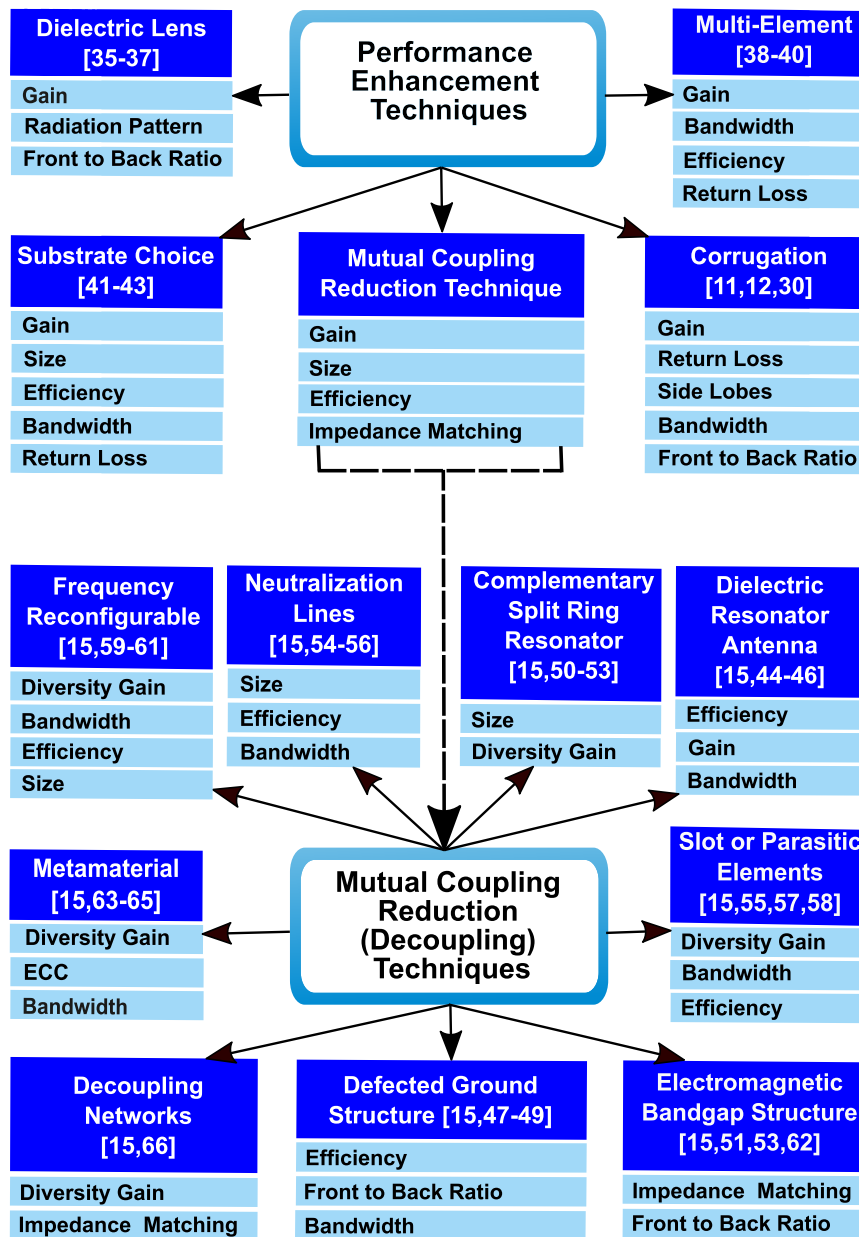 Dielectric Lens
[35-37]
Gain
Radiation Pattern
Front to Back Ratio
Performance
Enhancement
Techniques
Multi-Element
[38-40]
Gain
Bandwidth
Efficiency
Return Loss
Substrate Choice
[41-43]
Gain
Size
Efficiency
Bandwidth
Return Loss
Mutual Coupling
Reduction Technique
Gain
Size
Efficiency
Impedance Matching
Corrugation
[11,12,30]
Gain
Return Loss
Side Lobes
Bandwidth
Front to Back Ratio
Frequency
Reconfigurable
[15,59-61]
Diversity Gain
Bandwidth
Efficiency
Size
Neutralization
Lines
[15,54-56]
Size
Efficiency
Bandwidth
Complementary
Split Ring
Resonator
[15,50-53]
Size
Diversity Gain
Dielectric
Resonator
Antenna
[15,44-46]
Efficiency
Gain
Bandwidth
Metamaterial
[15,63-65]
Diversity Gain
ECC
Bandwidth
Mutual Coupling
Reduction
(Decoupling)
Techniques
Slot or Parasitic
Elements
[15,55,57,58]
Diversity Gain
Bandwidth
Efficiency
Decoupling
Networks
[15,66]
Diversity Gain
Impedance Matching
Defected Ground
Structure [15,47-49]
Efficiency
Front to Back Ratio
Bandwidth
Electromagnetic
Bandgap Structure
[15,51,53,62]
Impedance Matching
Front to Back Ratio